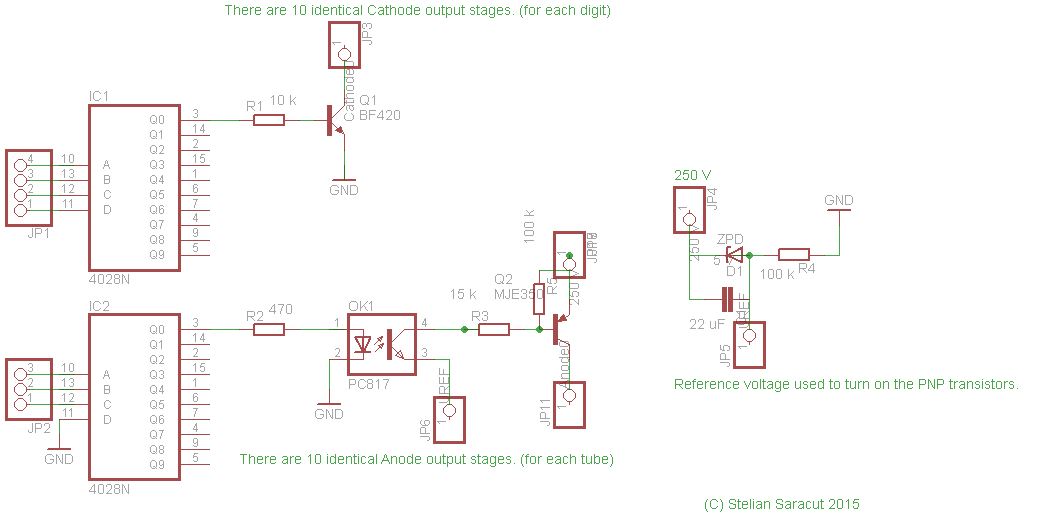 There are 10 identical Cathode output stages. (for each digit)
JP3
1
Cathode
Q1
BF420
GND
R1
10 k
IC1
4028N
Q0
Q1
Q2
Q3
Q4
Q5
Q6
Q7
Q8
Q9
3
14
2
15
1
6
7
4
9
5
A
B
C
D
10
13
12
11
4
3
2
1
JP1
IC2
4028N
Q0
Q1
Q2
Q3
Q4
Q5
Q6
Q7
Q8
Q9
3
14
2
15
1
6
7
4
9
5
A
B
C
D
10
13
12
11
3
2
1
JP2
GND
R2
470
OK1
PC817
1
2
4
3
GND
UREF
JP6
1
15 k
R3
100 k
R5
Q2
MJE350
250 V
1
Anode
JP11
1
There are 10 identical Anode output stages. (for each tube)
250 V
JP4
1
250 V
ZPD
5
D1
22 uF
UREF
JP5
1
100 k
R4
GND
Reference voltage used to turn on the PNP transistors.
(C) Stelian Saracut 2015